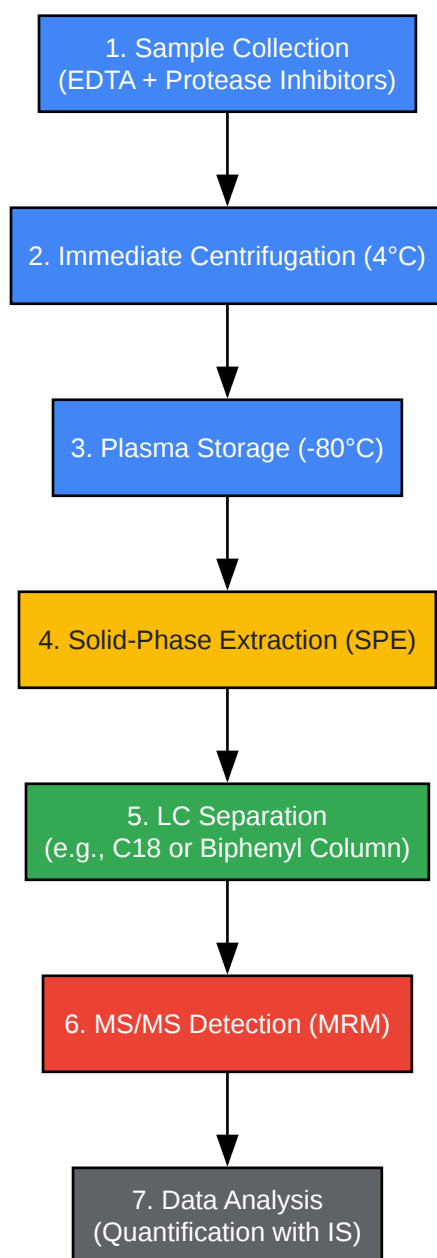 1. Sample Collection
(EDTA + Protease Inhibitors)
2. Immediate Centrifugation (4°C)
3. Plasma Storage (-80°C)
4. Solid-Phase Extraction (SPE)
5. LC Separation
(e.g., C18 or Biphenyl Column)
6. MS/MS Detection (MRM)
7. Data Analysis
(Quantification with IS)